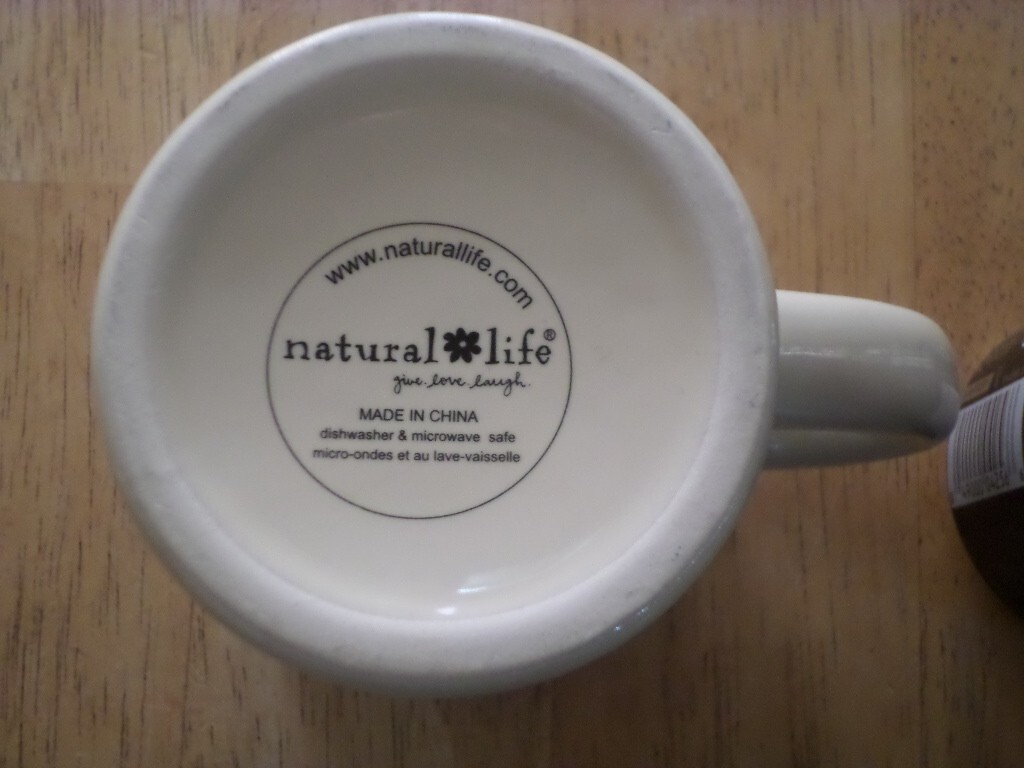 www.naturallife.com
natural life®
give.love.laugh.
MADE IN CHINA
dishwasher & microwave safe
micro-ondes et au lave-vaisselle